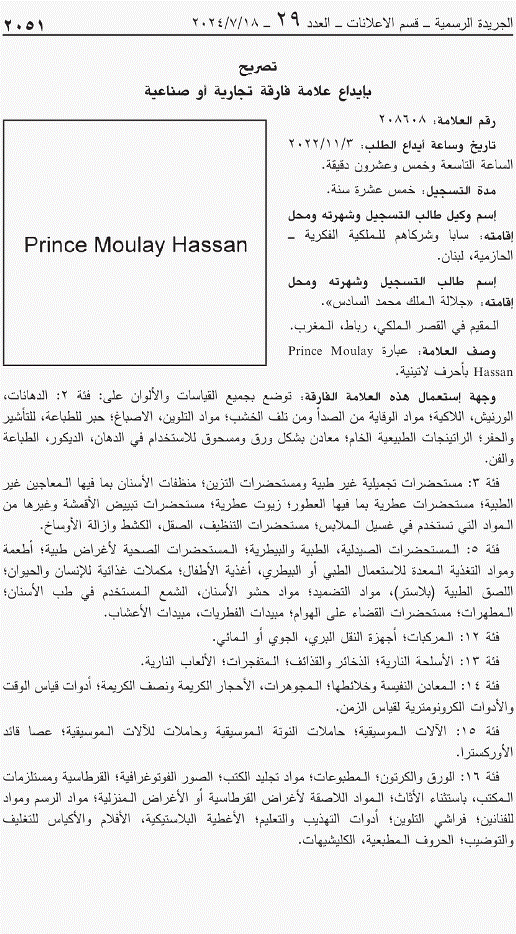 الجريدة الرسمية ــ قسم الاعلانات ــ العدد ٢٩ ــ ٢٠٢٤/٧/١٨
٢٠٥١
تصريح
بإيداع علامة فارقة تجارية أو صناعية
رقم العلامة: ٢٠٨٦٠٨
تاريخ وساعة أيداع الطلب: ٢٠٢٢/١١/٣
الساعة التاسعة وخمس وعشرون دقيقة.
مدة التسجيل: خمس عشرة سنة.
إسم وكيل طالب التسجيل وشهرته ومحل
إقامته: سابا وشركاهم للملكية الفكرية ــ
الحازمية، لبنان.
إسم طالب التسجيل وشهرته ومحل
إقامته: «جلالة الملك محمد السادس».
المقيم في القصر الملكي، رباط، المغرب.
وصف العلامة: عبارة Prince Moulay
Hassan بأحرف لاتينية.
Prince Moulay Hassan
وجهة إستعمال هذه العلامة الفارقة: توضع بجميع القياسات والألوان على: فئة ٢: الدهانات،
الورنيش، اللاكية؛ مواد الوقاية من الصدأ ومن تلف الخشب؛ مواد التلوين، الاصباغ؛ حبر للطباعة، للتأشير
والحفر؛ الراتينجات الطبيعية الخام؛ معادن بشكل ورق ومسحوق للاستخدام في الدهان، الديكور، الطباعة
والفن.
فئة ٣: مستحضرات تجميلية غير طبية ومستحضرات التزين؛ منظفات الأسنان بما فيها المعاجين غير
الطبية؛ مستحضرات عطرية بما فيها العطور؛ زيوت عطرية؛ مستحضرات تبييض الأقمشة وغيرها من
المواد التي تستخدم في غسيل الملابس؛ مستحضرات التنظيف، الصقل، الكشط وازالة الأوساخ.
فئة ٥: المستحضرات الصيدلية، الطبية والبيطرية؛ المستحضرات الصحية لأغراض طبية؛ أطعمة
ومواد التغذية المعدة للاستعمال الطبي أو البيطري، أغذية الأطفال؛ مكملات غذائية للإنسان والحيوان؛
اللصق الطبية (بلاستر)، مواد التضميد؛ مواد حشو الأسنان، الشمع المستخدم في طب الأسنان؛
المطهرات؛ مستحضرات القضاء على الهوام؛ مبيدات الفطريات، مبيدات الأعشاب.
فئة ١٢: المركبات؛ أجهزة النقل البري، الجوي أو المائي.
فئة ١٣: الأسلحة النارية؛ الذخائر والقذائف؛ المتفجرات؛ الألعاب النارية.
فئة ١٤: المعادن النفيسة وخلائطها؛ المجوهرات، الأحجار الكريمة ونصف الكريمة؛ أدوات قياس الوقت
والأدوات الكرونومترية لقياس الزمن.
فئة ١٥: الآلات الموسيقية؛ حاملات النوتة الموسيقية وحاملات للآلات الموسيقية؛ عصا قائد
الأوركسترا.
فئة ١٦: الورق والكرتون؛ المطبوعات؛ مواد تجليد الكتب؛ الصور الفوتوغرافية؛ القرطاسية ومستلزمات
المكتب، باستثناء الأثاث؛ المواد اللاصقة لأغراض القرطاسية أو الأغراض المنزلية؛ مواد الرسم ومواد
للفنانين؛ فراشي التلوين؛ أدوات التهذيب والتعليم؛ الأغطية البلاستيكية، الأفلام والأكياس للتغليف
والتوضيب؛ الحروف المطبعية، الكليشيهات.